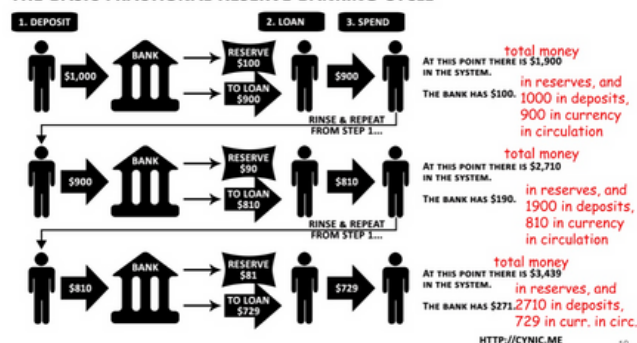 THE BASIC FRACTIONAL RESERVE BANKING CYCLE
1. DEPOSIT
2. LOAN
3. SPEND
$1,000
BANK
RESERVE
$100
TO LOAN
$900
$900
total money
AT THIS POINT THERE IS $1,900
IN THE SYSTEM.
THE BANK HAS $100.
in reserves, and
1000 in deposits,
900 in currency
in circulation
RINSE & REPEAT
FROM STEP 1...
$900
BANK
RESERVE
$90
TO LOAN
$810
$810
total money
AT THIS POINT THERE IS $2,710
IN THE SYSTEM.
THE BANK HAS $190.
in reserves, and
1900 in deposits,
810 in currency
in circulation
RINSE & REPEAT
FROM STEP 1...
$810
BANK
RESERVE
$81
TO LOAN
$729
$729
total money
AT THIS POINT THERE IS $3,439
IN THE SYSTEM.
THE BANK HAS $271.
in reserves, and
2710 in deposits,
729 in curr. in circ.
HTTP://CYNIC.ME